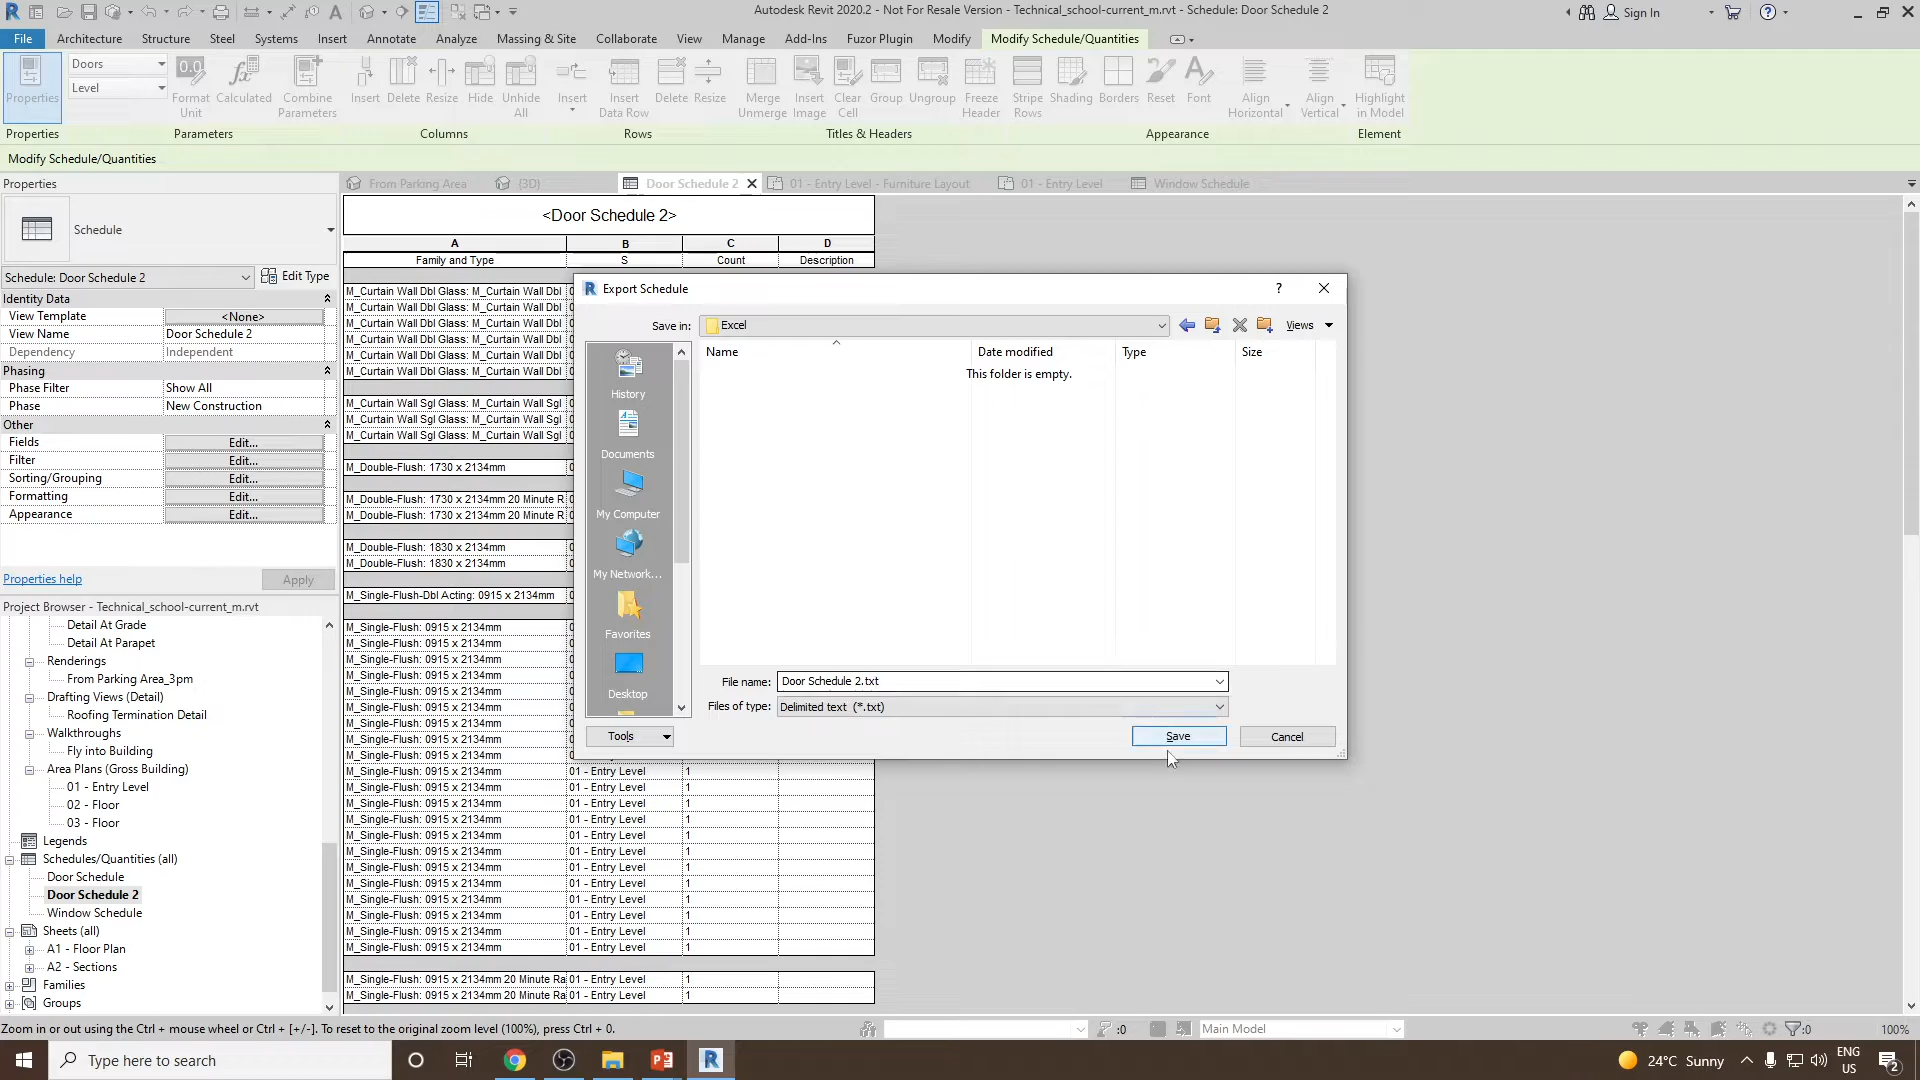 Autodesk Revit 2020.2 - Not For Resale Version - Technical_school-current_m.rvt - Schedule: Door Schedule 2
Sign In
File Architecture Structure Steel Systems Insert Annotate Analyze Massing & Site Collaborate View Manage Add-Ins Fuzor Plugin Modify Modify Schedule/Quantities
Doors
Level
Properties Format Unit Calculated Combine Parameters Insert Delete Resize Hide Unhide All Insert Insert Data Row Delete Resize Merge Unmerge Insert Image Clear Cell Group Ungroup Freeze Header Stripe Rows Shading Borders Reset Font Align Horizontal Align Vertical Highlight in Model
Properties Parameters Columns Rows Titles & Headers Appearance Element
Modify Schedule/Quantities
Properties
From Parking Area {3D} Door Schedule 2 01 - Entry Level - Furniture Layout 01 - Entry Level Window Schedule
Schedule
Schedule: Door Schedule 2 Edit Type
Identity Data
View Template <None>
View Name Door Schedule 2
Dependency Independent
Phasing
Phase Filter Show All
Phase New Construction
Other
Fields Edit...
Filter Edit...
Sorting/Grouping Edit...
Formatting Edit...
Appearance Edit...
Properties help Apply
Project Browser - Technical_school-current_m.rvt
Detail At Grade
Detail At Parapet
Renderings
From Parking Area_3pm
Drafting Views (Detail)
Roofing Termination Detail
Walkthroughs
Fly into Building
Area Plans (Gross Building)
01 - Entry Level
02 - Floor
03 - Floor
Legends
Schedules/Quantities (all)
Door Schedule
Door Schedule 2
Window Schedule
Sheets (all)
A1 - Floor Plan
A2 - Sections
Families
Groups
<Door Schedule 2>
A B C D
Family and Type S Count Description
M_Curtain Wall Dbl Glass: M_Curtain Wall Dbl 0
M_Curtain Wall Dbl Glass: M_Curtain Wall Dbl 0
M_Curtain Wall Dbl Glass: M_Curtain Wall Dbl 0
M_Curtain Wall Dbl Glass: M_Curtain Wall Dbl 0
M_Curtain Wall Dbl Glass: M_Curtain Wall Dbl 0
M_Curtain Wall Dbl Glass: M_Curtain Wall Dbl 0
M_Curtain Wall Sgl Glass: M_Curtain Wall Sgl 0
M_Curtain Wall Sgl Glass: M_Curtain Wall Sgl 0
M_Curtain Wall Sgl Glass: M_Curtain Wall Sgl 0
M_Double-Flush: 1730 x 2134mm 0
M_Double-Flush: 1730 x 2134mm 20 Minute R 0
M_Double-Flush: 1730 x 2134mm 20 Minute R 0
M_Double-Flush: 1830 x 2134mm 0
M_Double-Flush: 1830 x 2134mm 0
M_Single-Flush-Dbl Acting: 0915 x 2134mm 0
M_Single-Flush: 0915 x 2134mm 0
M_Single-Flush: 0915 x 2134mm 0
M_Single-Flush: 0915 x 2134mm 0
M_Single-Flush: 0915 x 2134mm 0
M_Single-Flush: 0915 x 2134mm 0
M_Single-Flush: 0915 x 2134mm 0
M_Single-Flush: 0915 x 2134mm 0
M_Single-Flush: 0915 x 2134mm 0
M_Single-Flush: 0915 x 2134mm
M_Single-Flush: 0915 x 2134mm 01 - Entry Level 1
M_Single-Flush: 0915 x 2134mm 01 - Entry Level 1
M_Single-Flush: 0915 x 2134mm 01 - Entry Level 1
M_Single-Flush: 0915 x 2134mm 01 - Entry Level 1
M_Single-Flush: 0915 x 2134mm 01 - Entry Level 1
M_Single-Flush: 0915 x 2134mm 01 - Entry Level 1
M_Single-Flush: 0915 x 2134mm 01 - Entry Level 1
M_Single-Flush: 0915 x 2134mm 01 - Entry Level 1
M_Single-Flush: 0915 x 2134mm 01 - Entry Level 1
M_Single-Flush: 0915 x 2134mm 01 - Entry Level 1
M_Single-Flush: 0915 x 2134mm 01 - Entry Level 1
M_Single-Flush: 0915 x 2134mm 01 - Entry Level 1
M_Single-Flush: 0915 x 2134mm 20 Minute Ra 01 - Entry Level 1
M_Single-Flush: 0915 x 2134mm 20 Minute Ra 01 - Entry Level 1
Export Schedule
Save in: Excel Views
Name Date modified Type Size
This folder is empty.
History
Documents
My Computer
My Network...
Favorites
Desktop
File name: Door Schedule 2.txt
Files of type: Delimited text (*.txt)
Tools Save Cancel
Zoom in or out using the Ctrl + mouse wheel or Ctrl + [+/-]. To reset to the original zoom level (100%), press Ctrl + 0.
:0 Main Model :0 100%
Type here to search
24°C Sunny
ENG
US
2